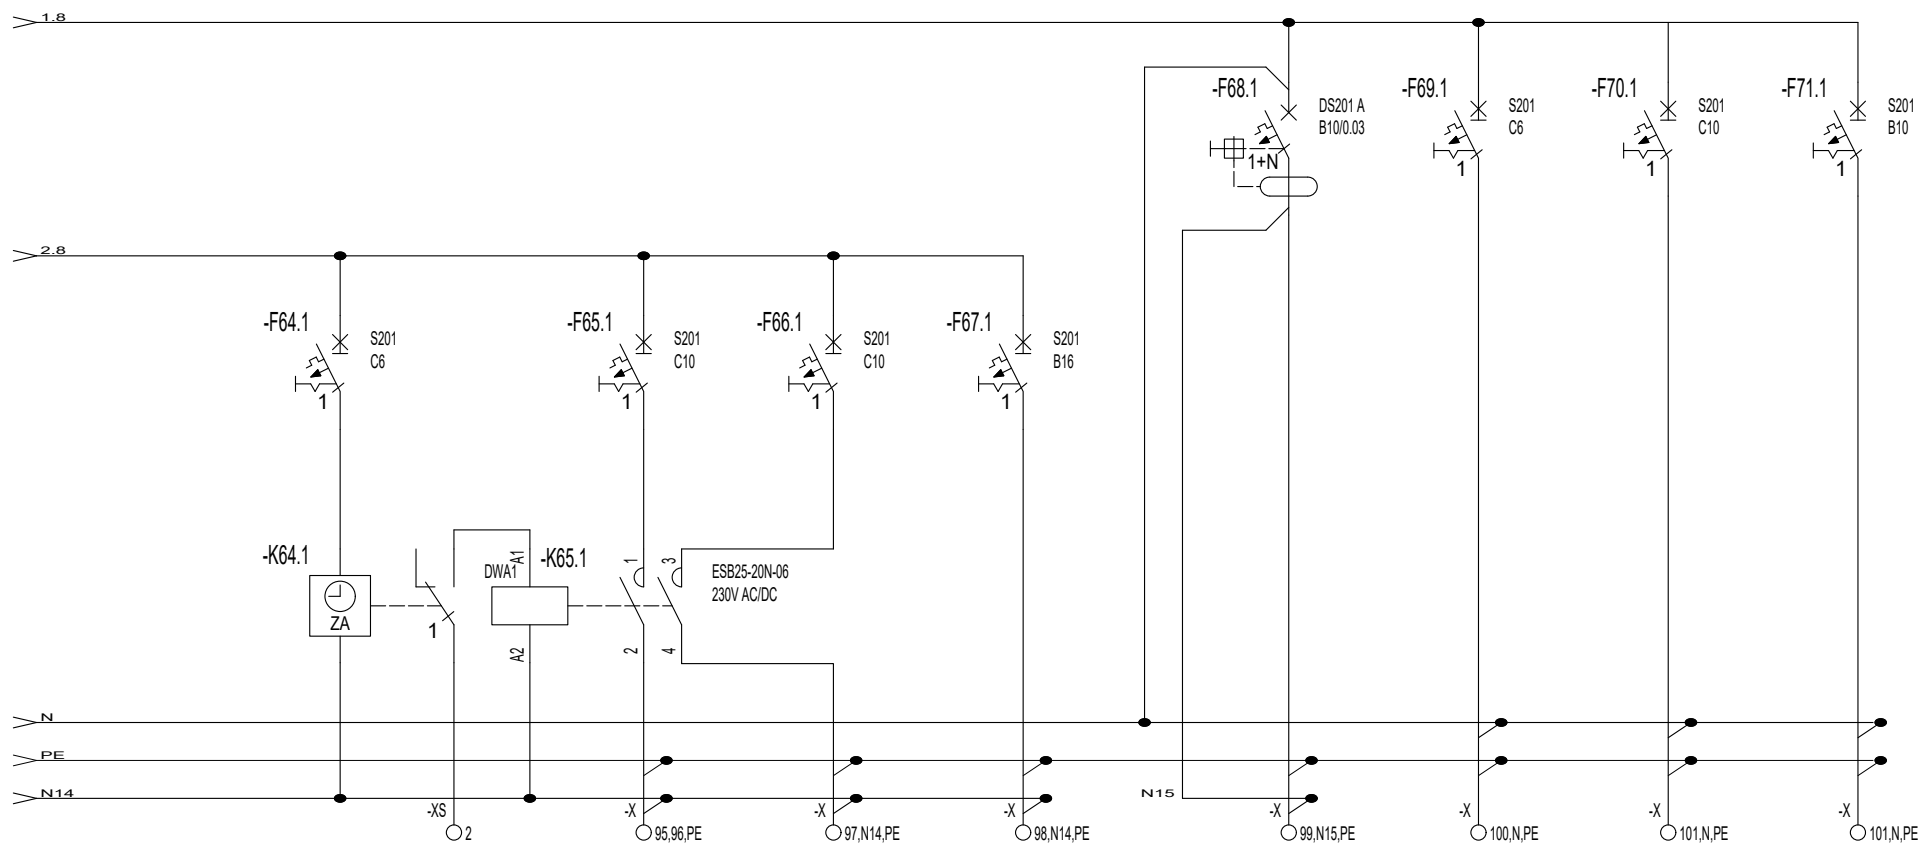 1.8
-F68.1
DS201 A
B10/0.03
1+N
-F69.1
S201
C6
1
-F70.1
S201
C10
1
-F71.1
S201
B10
1
2.8
-F64.1
S201
C6
1
-F65.1
S201
C10
1
-F66.1
S201
C10
1
-F67.1
S201
B16
1
-K64.1
ZA
1
DWA1
A1
A2
-K65.1
1
2
3
4
ESB25-20N-06
230V AC/DC
N
PE
N14
N15
-XS
2
-X
95,96,PE
-X
97,N14,PE
-X
98,N14,PE
-X
99,N15,PE
-X
100,N,PE
-X
101,N,PE
-X
101,N,PE